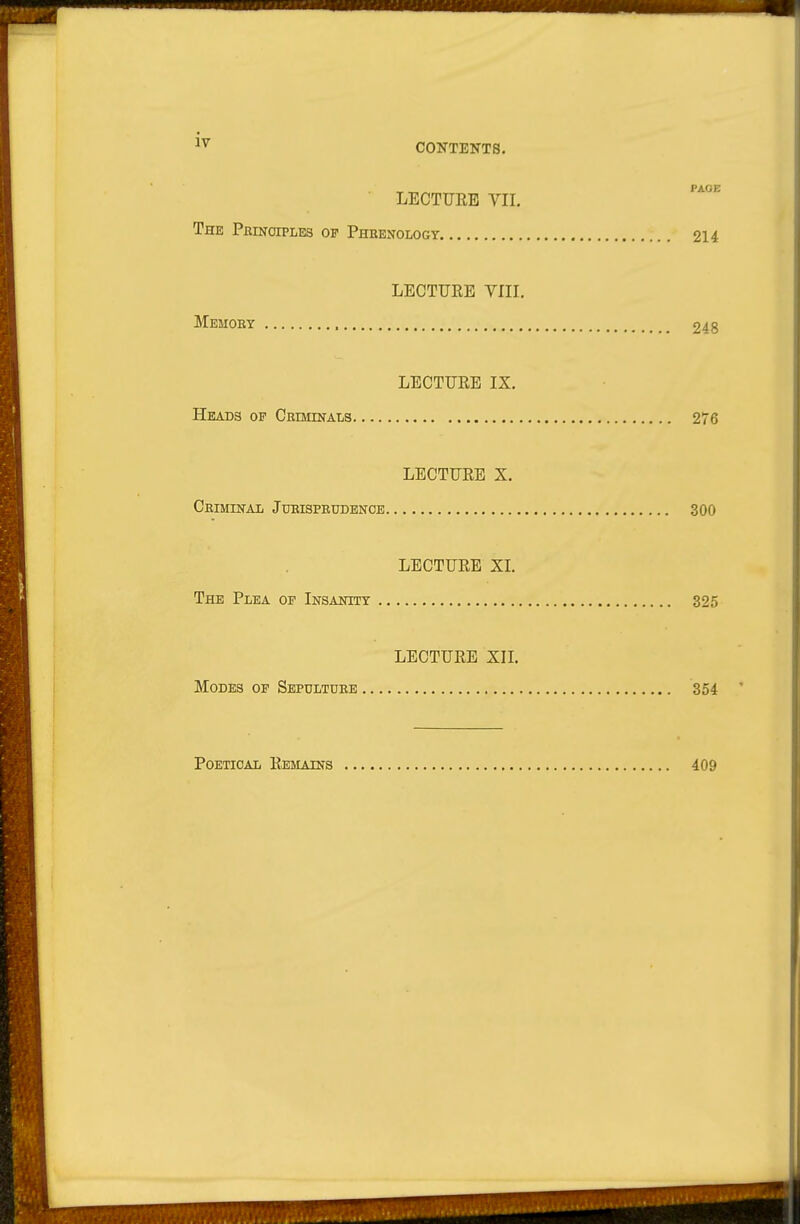 iv CONTENTS.
PAGE
LECTURE VII.
The Principles of Phrenology........................ 214
LECTURE VIII.
Memory ........................ 248
LECTURE IX.
Heads of Criminals........................ 276
LECTURE X.
Criminal Jurisprudence........................ 300
LECTURE XI.
The Plea of Insanity ........................ 325
LECTURE XII.
Modes of Sepulture ........................ 354
Poetical Remains ........................ 409